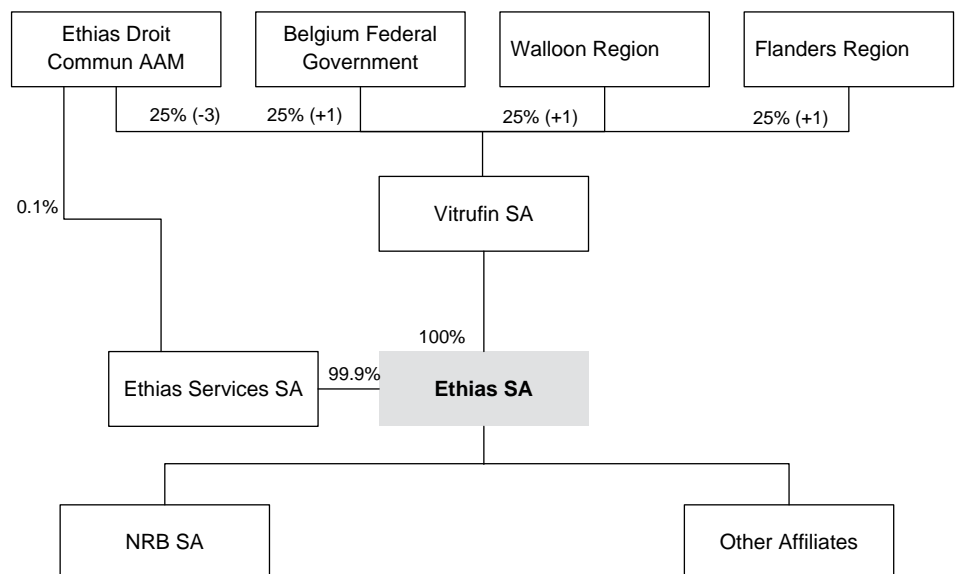 Ethias Droit
Commun AAM
Belgium Federal
Government
Walloon Region
Flanders Region
25% (-3)
25% (+1)
25% (+1)
25% (+1)
0.1%
Vitrufin SA
100%
Ethias Services SA
99.9%
Ethias SA
NRB SA
Other Affiliates